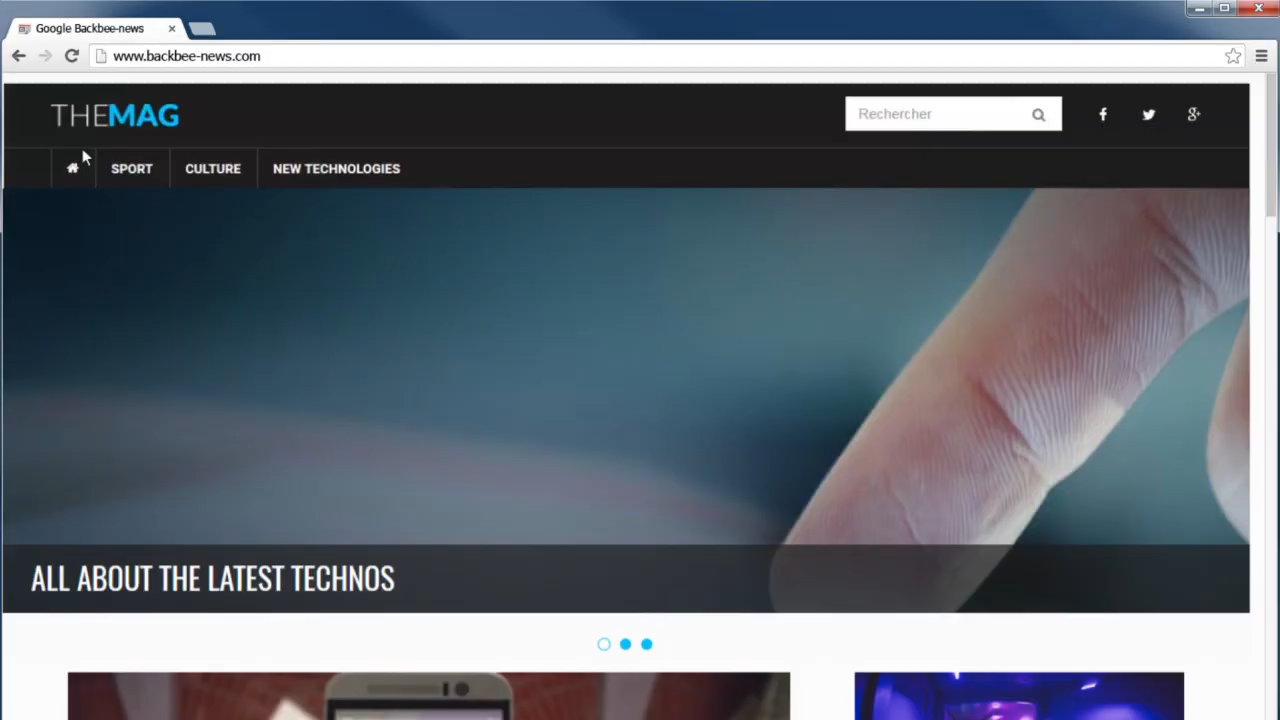 Google Backbee-news
www.backbee-news.com
THEMAG
Rechercher
SPORT
CULTURE
NEW TECHNOLOGIES
ALL ABOUT THE LATEST TECHNOS